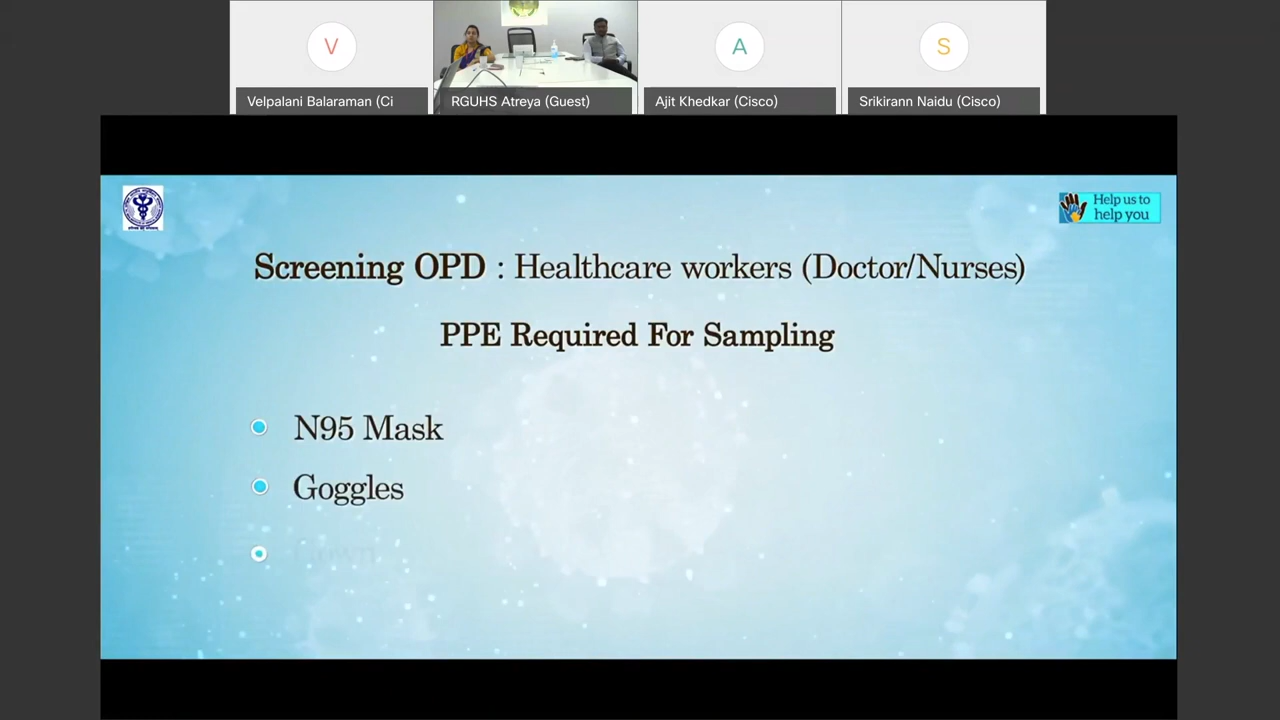 V
A
S
Velpalani Balaraman (Ci
RGUHS Atreya (Guest)
Ajit Khedkar (Cisco)
Srikirann Naidu (Cisco)
Help us to
help you
Screening OPD : Healthcare workers (Doctor/Nurses)
PPE Required For Sampling
N95 Mask
Goggles
Gown